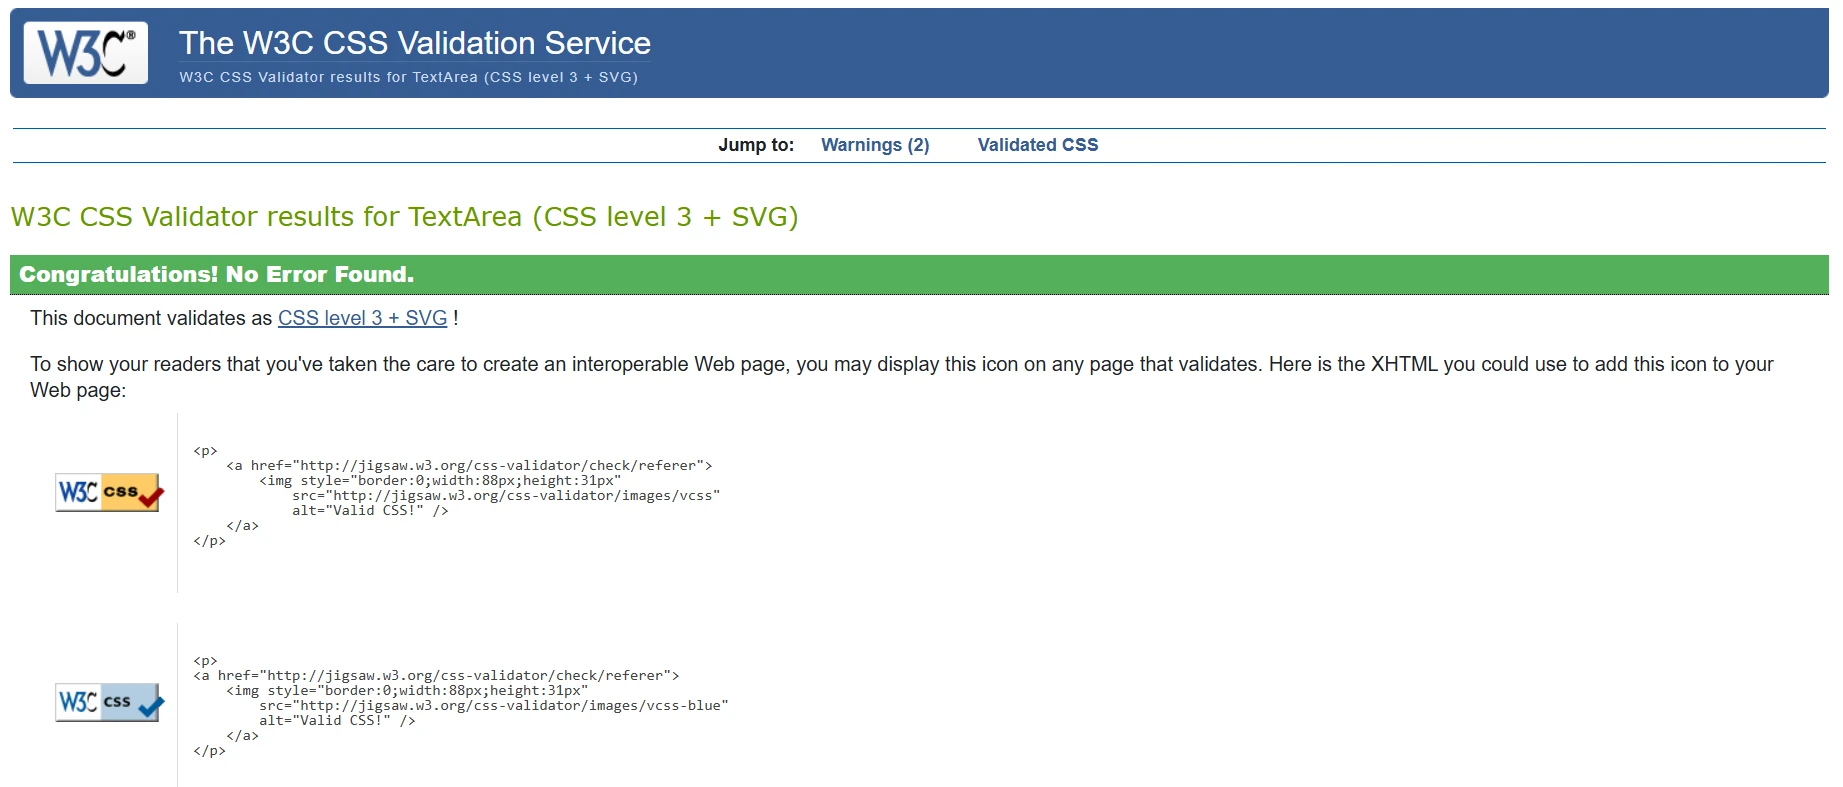 W3C®
The W3C CSS Validation Service
W3C CSS Validator results for TextArea (CSS level 3 + SVG)
Jump to: Warnings (2) Validated CSS
W3C CSS Validator results for TextArea (CSS level 3 + SVG)
Congratulations! No Error Found.
This document validates as CSS level 3 + SVG !
To show your readers that you've taken the care to create an interoperable Web page, you may display this icon on any page that validates. Here is the XHTML you could use to add this icon to your
Web page:
W3C css
<p>
    <a href="http://jigsaw.w3.org/css-validator/check/referer">
        <img style="border:0;width:88px;height:31px"
            src="http://jigsaw.w3.org/css-validator/images/vcss"
            alt="Valid CSS!" />
    </a>
</p>
W3C css
<p>
<a href="http://jigsaw.w3.org/css-validator/check/referer">
    <img style="border:0;width:88px;height:31px"
        src="http://jigsaw.w3.org/css-validator/images/vcss-blue"
        alt="Valid CSS!" />
    </a>
</p>